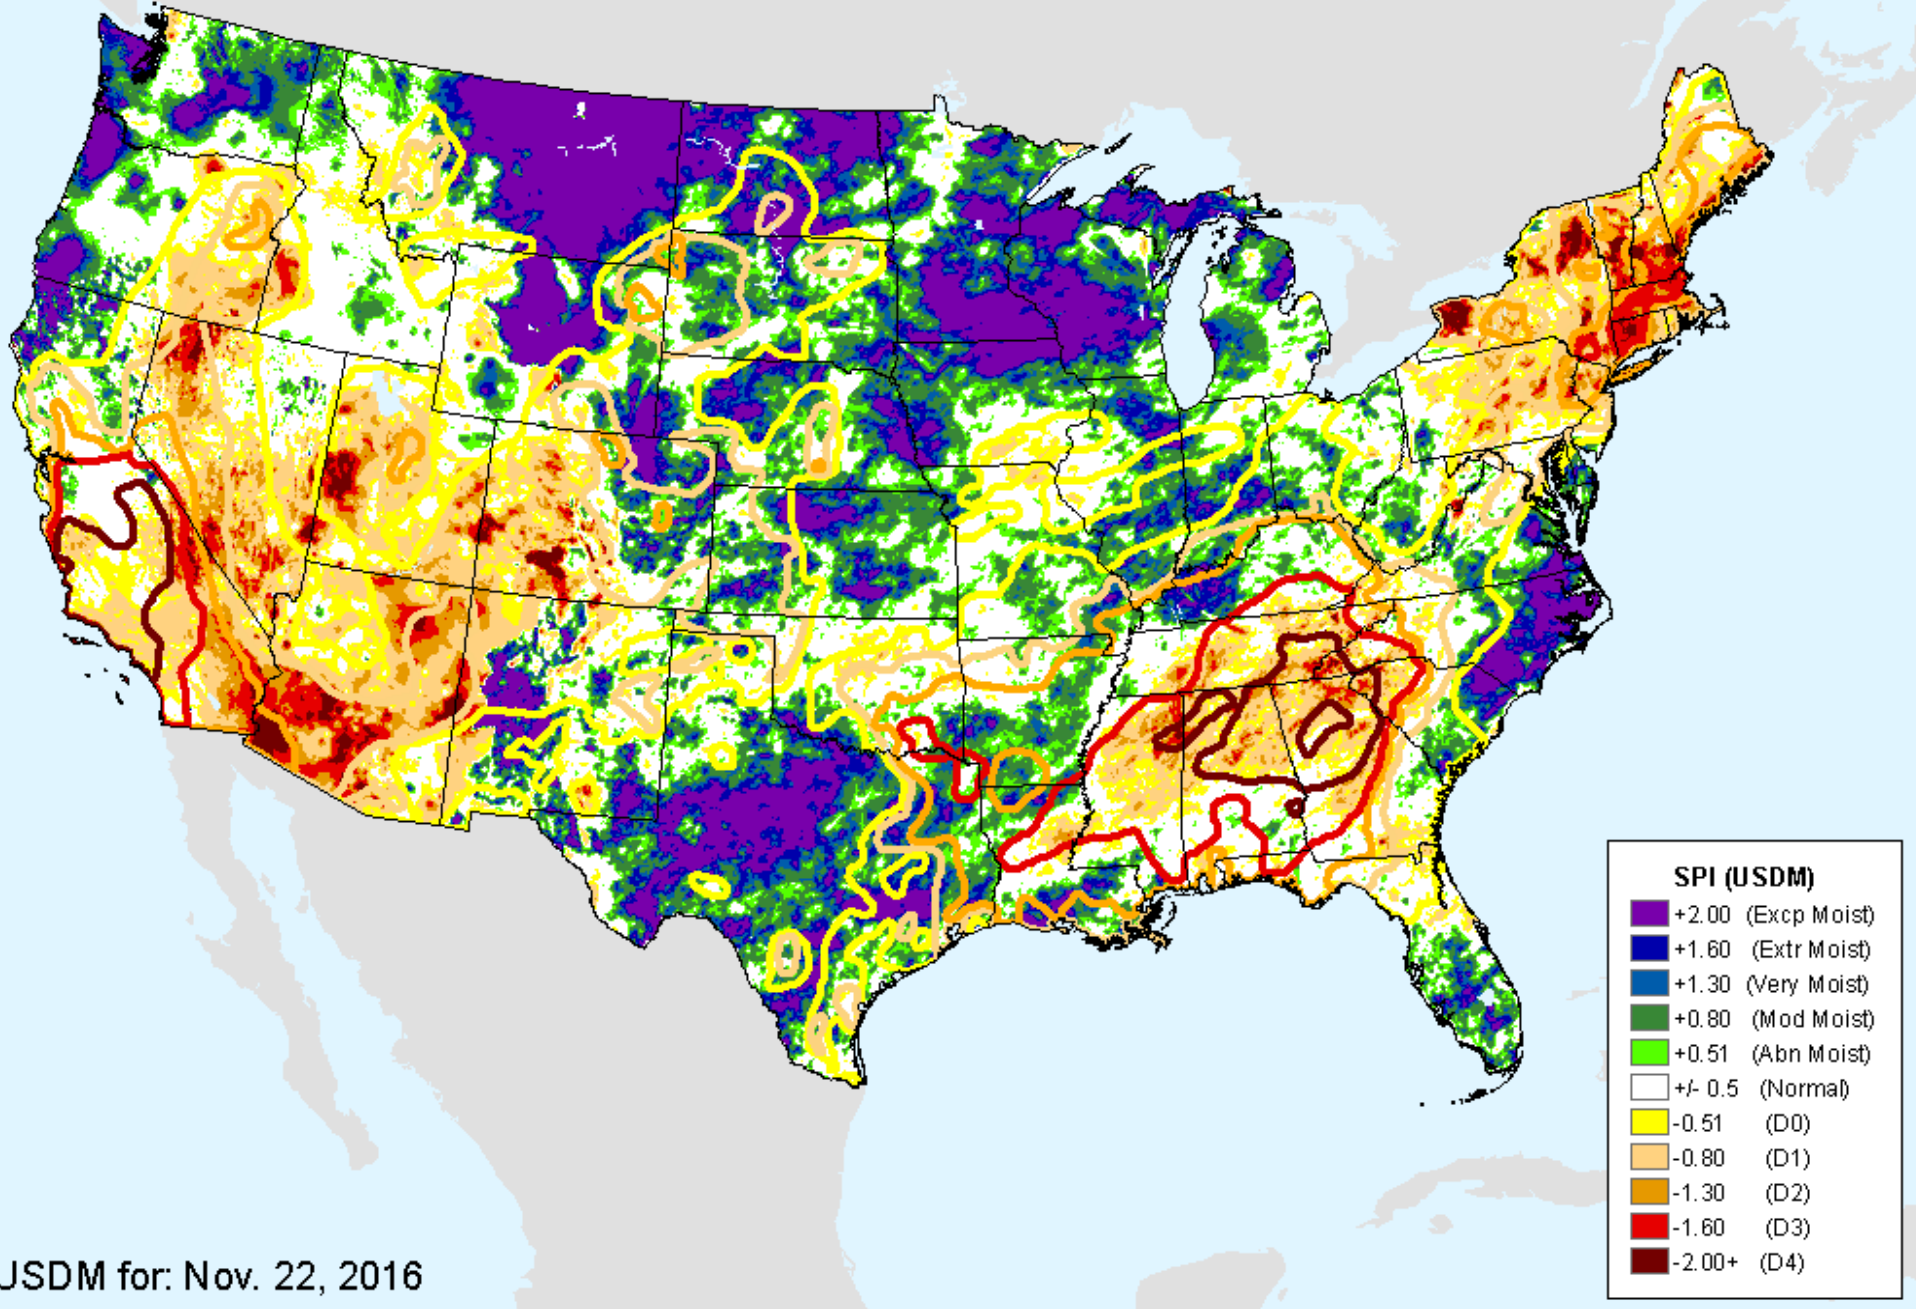 SPI (USDM)
+2.00 (Excp Moist)
+1.60 (Extr Moist)
+1.30 (Very Moist)
+0.80 (Mod Moist)
+0.51 (Abn Moist)
+/- 0.5 (Normal)
-0.51 (D0)
-0.80 (D1)
-1.30 (D2)
-1.60 (D3)
-2.00+ (D4)
USDM for: Nov. 22, 2016